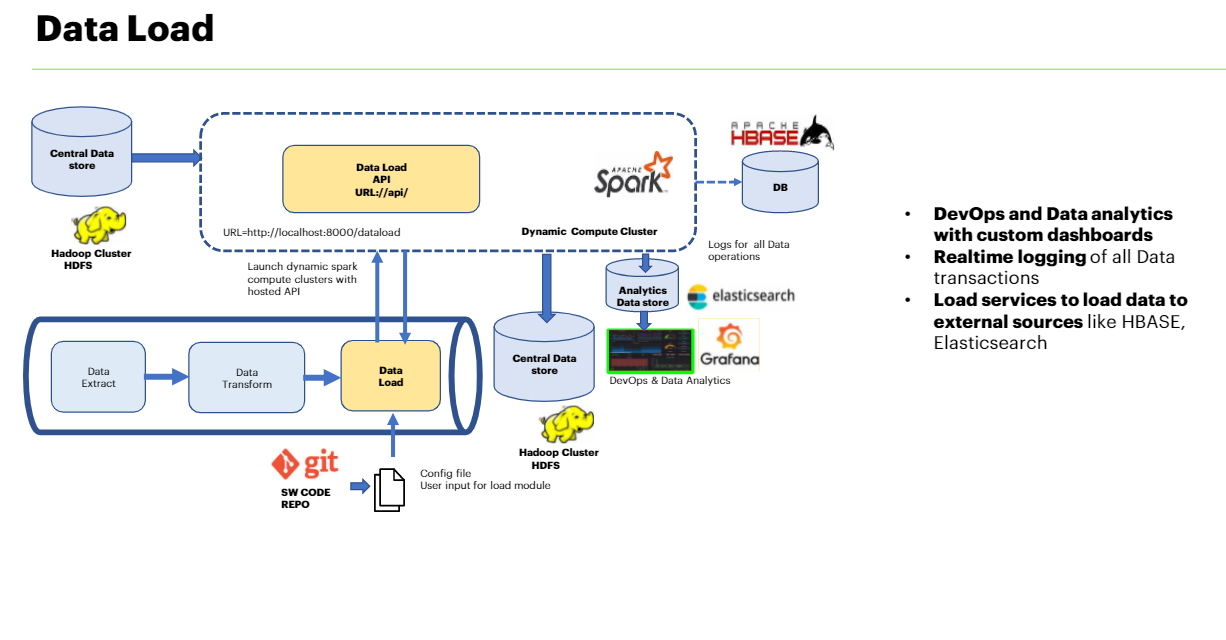 Data Load
Central Data
store
Hadoop Cluster
HDFS
Data Load
API
URL://api/
URL=http://localhost:8000/dataload
APACHE
Spark
Dynamic Compute Cluster
APACHE
HBASE
DB
Logs for all Data
operations
Launch dynamic spark
compute clusters with
hosted API
Analytics
Data store
elasticsearch
Grafana
DevOps & Data Analytics
Central Data
store
Hadoop Cluster
HDFS
Data
Extract
Data
Transform
Data
Load
git
SW CODE
REPO
Config file
User input for load module
• DevOps and Data analytics
with custom dashboards
• Realtime logging of all Data
transactions
• Load services to load data to
external sources like HBASE,
Elasticsearch